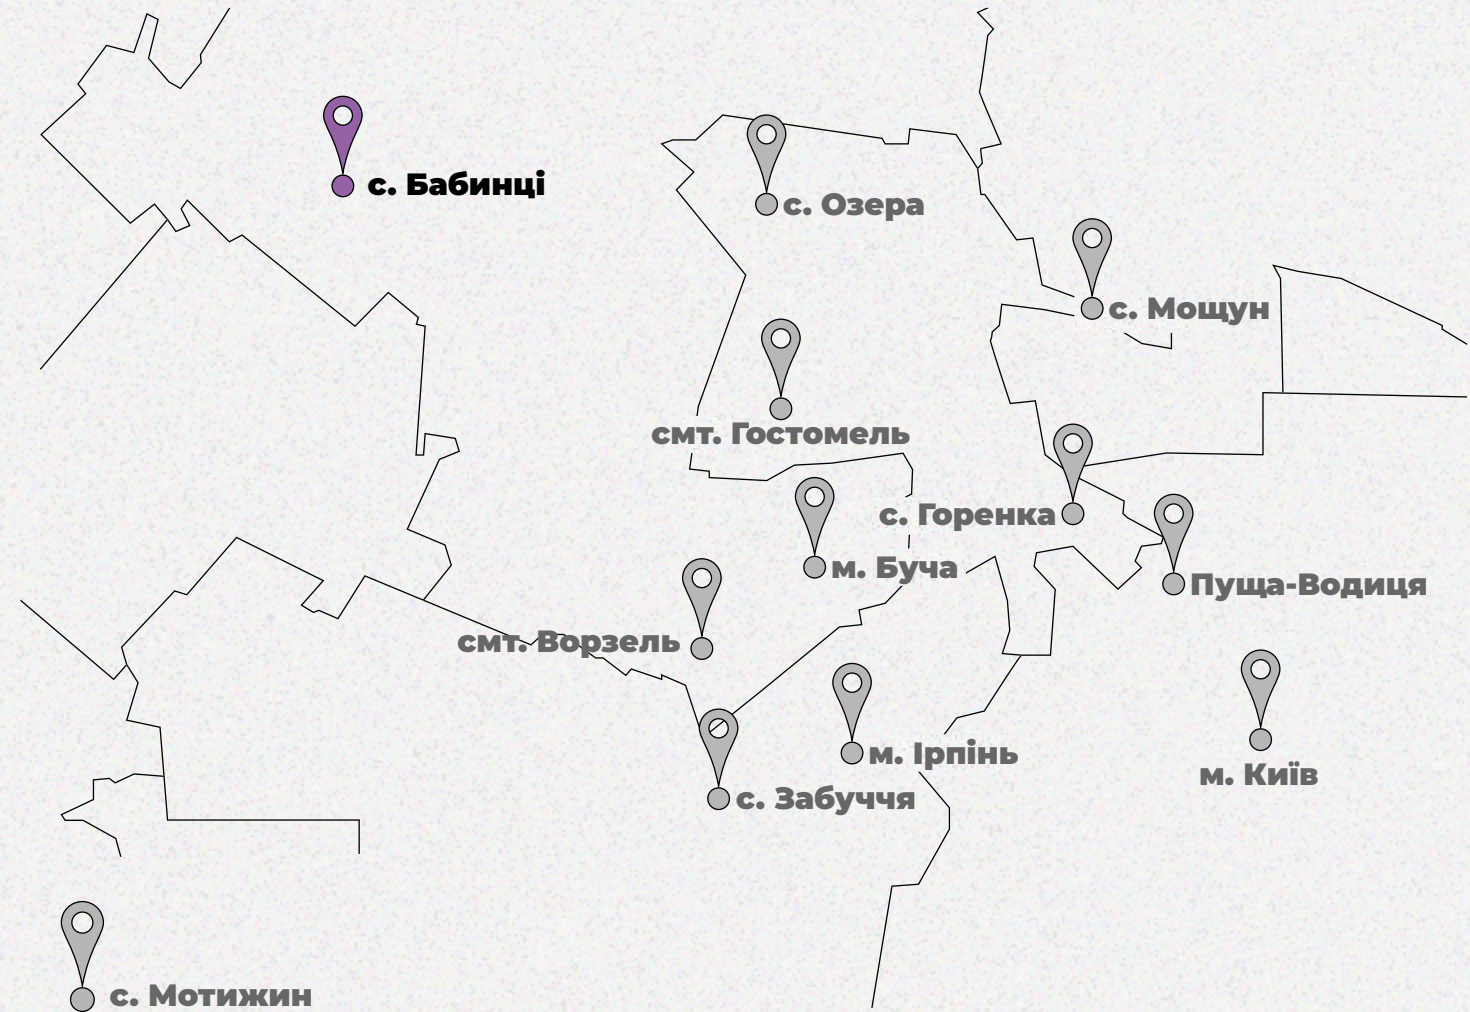 с. Бабинці
с. Озера
с. Мощун
смт. Гостомель
с. Горенка
м. Буча
Пуща-Водиця
смт. Ворзель
м. Ірпінь
м. Київ
с. Забуччя
с. Мотижин